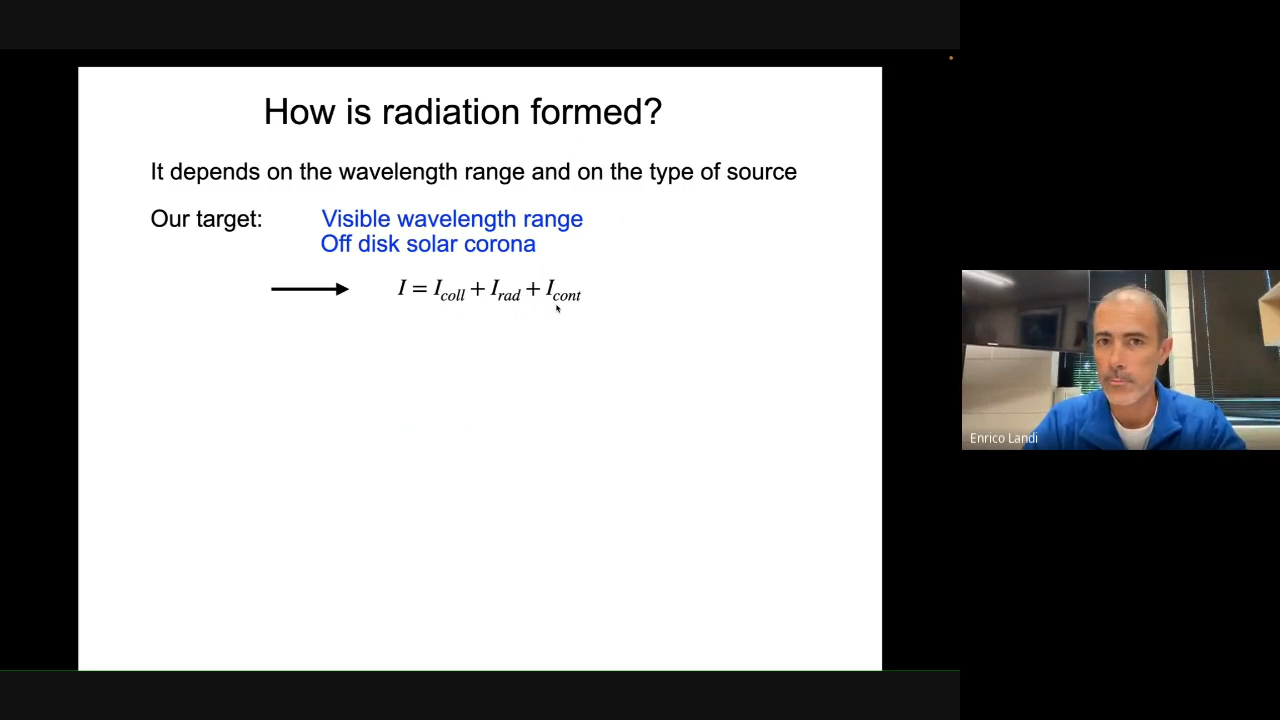 How is radiation formed?
It depends on the wavelength range and on the type of source
Our target: Visible wavelength range
Off disk solar corona
I = I_coll + I_rad + I_cont
Enrico Landi